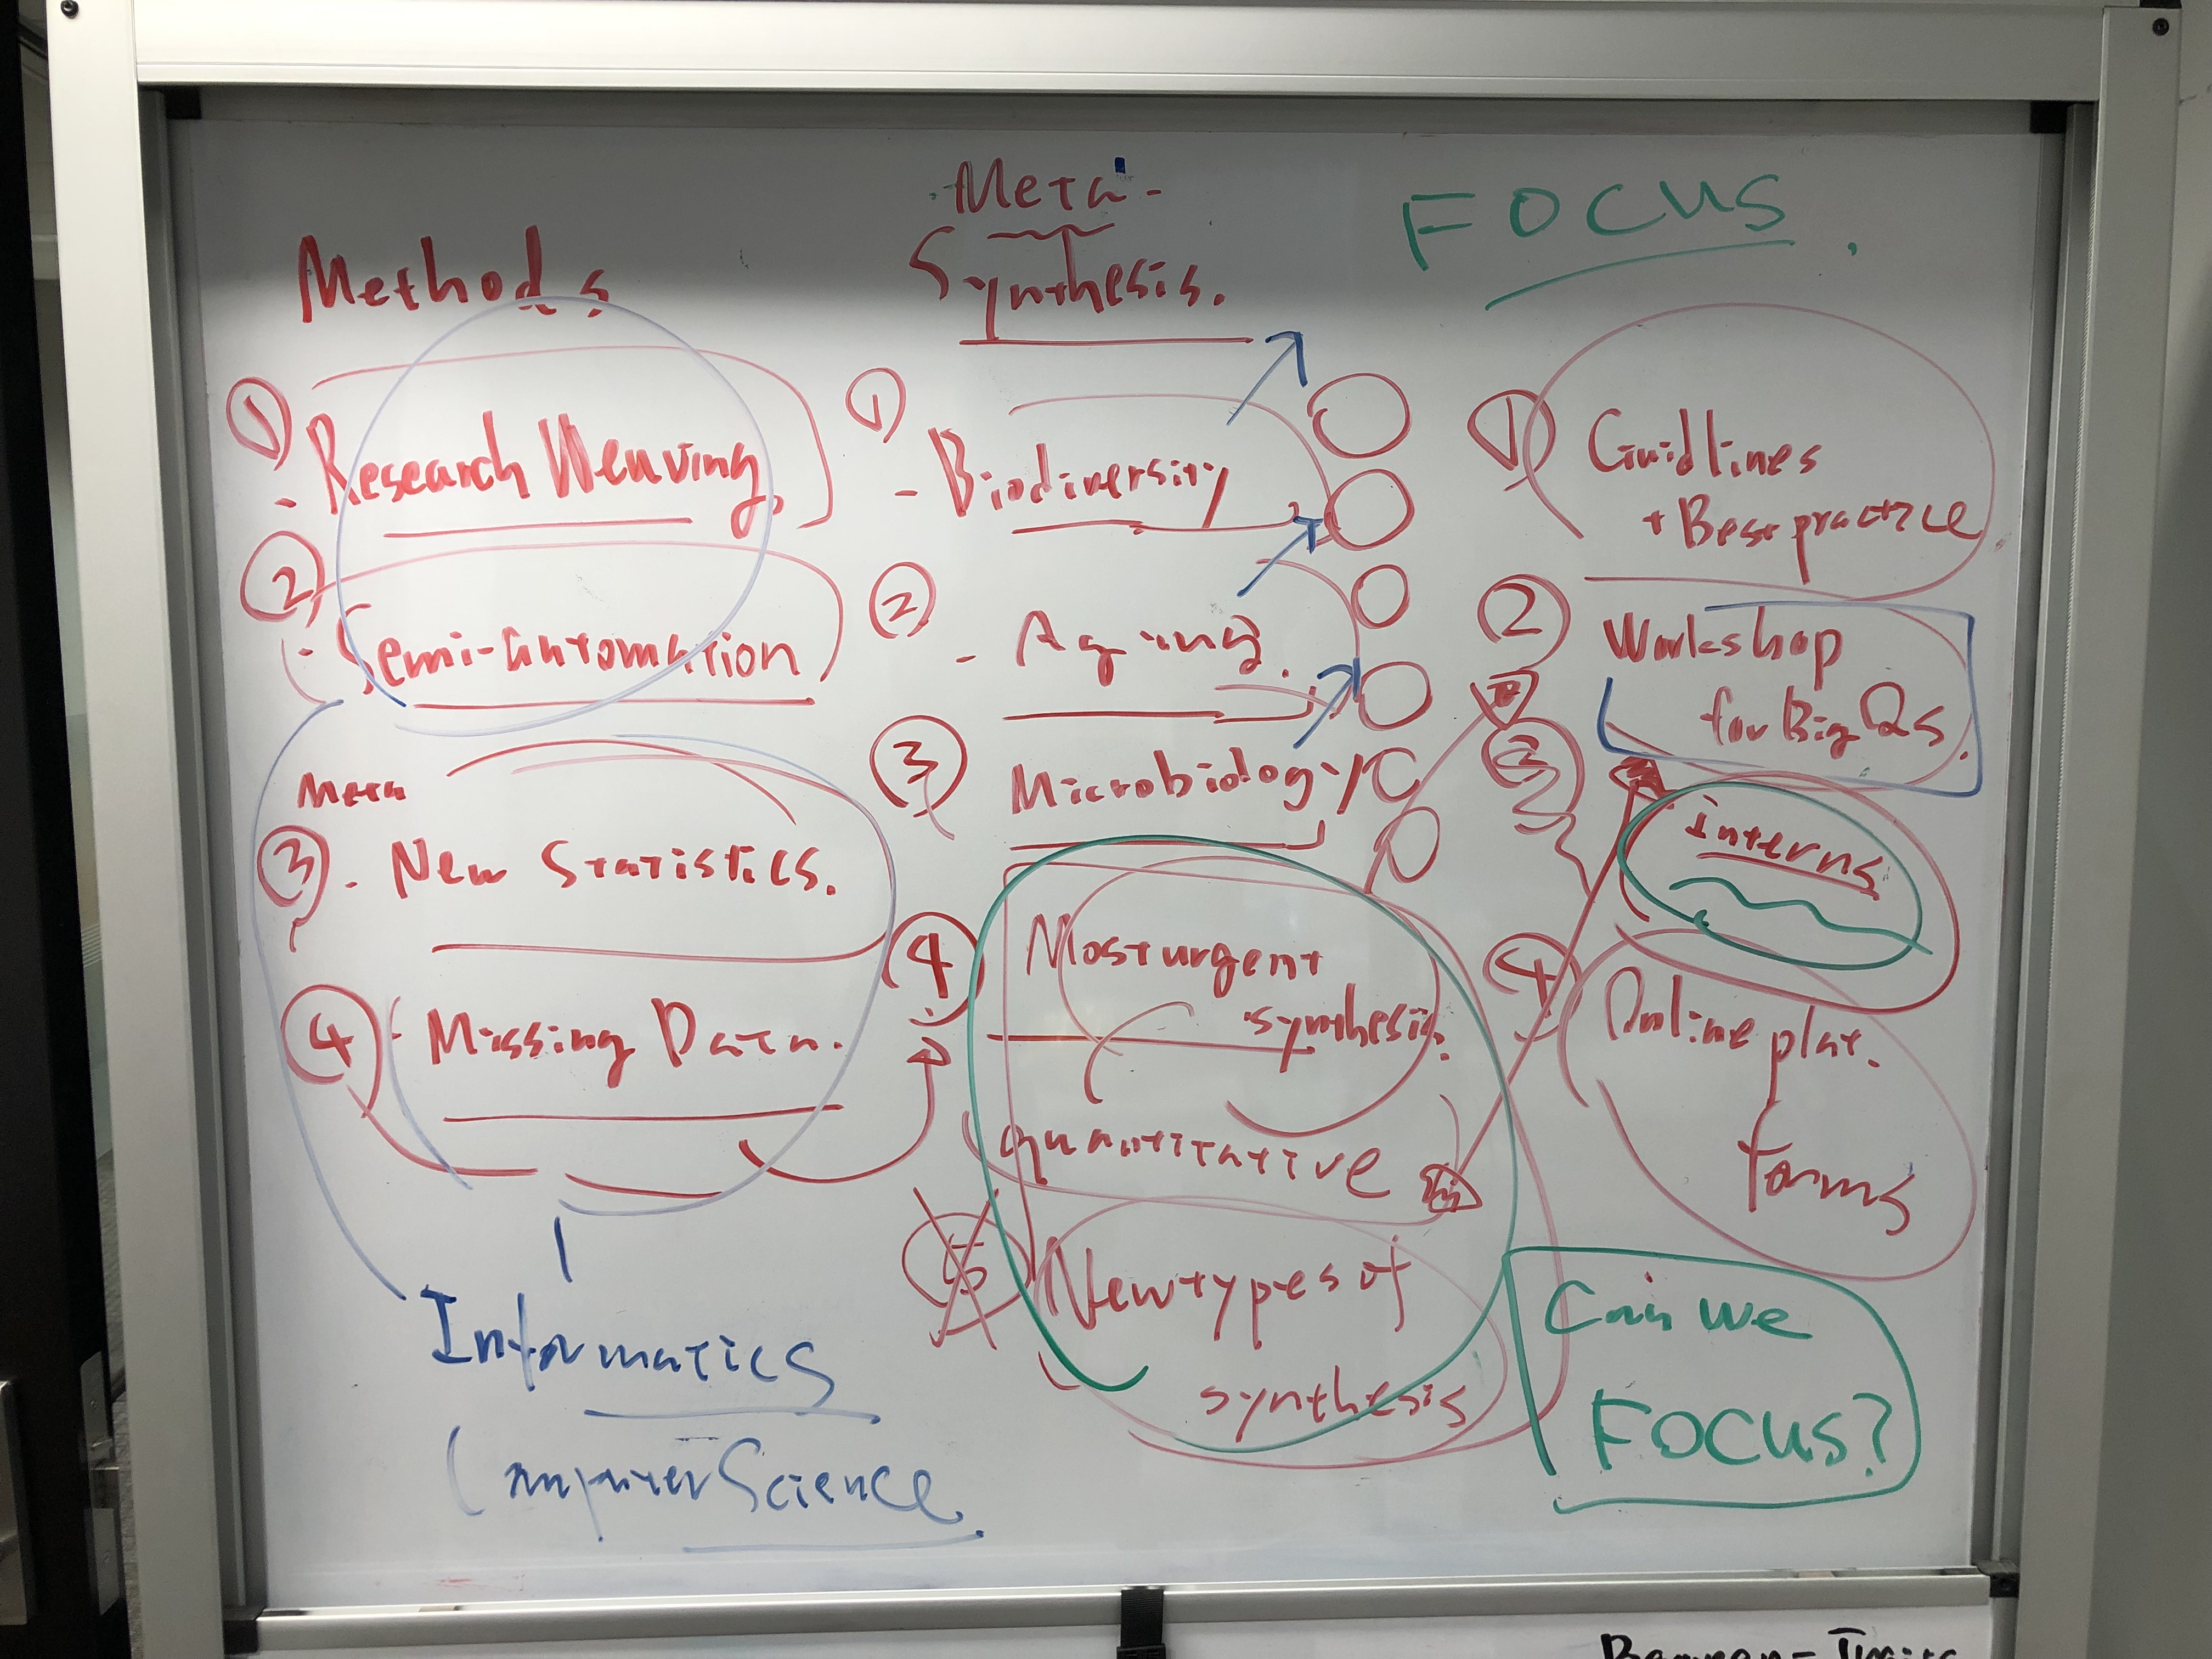 Methods
① - Research Weaving,
② - Semi-automation
Meta
③ - New Statistics.
④ - Missing Data.
Informatics
Computer Science
Meta-
Synthesis.
① - Biodiversity
② - Ageing.
③ Microbiology
④ Most urgent
synthesis.
quantitative
⑤ New types of
synthesis
FOCUS
① Guidlines
+ Best practice
② Workshop
for Big Qs.
③ interns
④ Online plat.
forms
Can we
FOCUS?